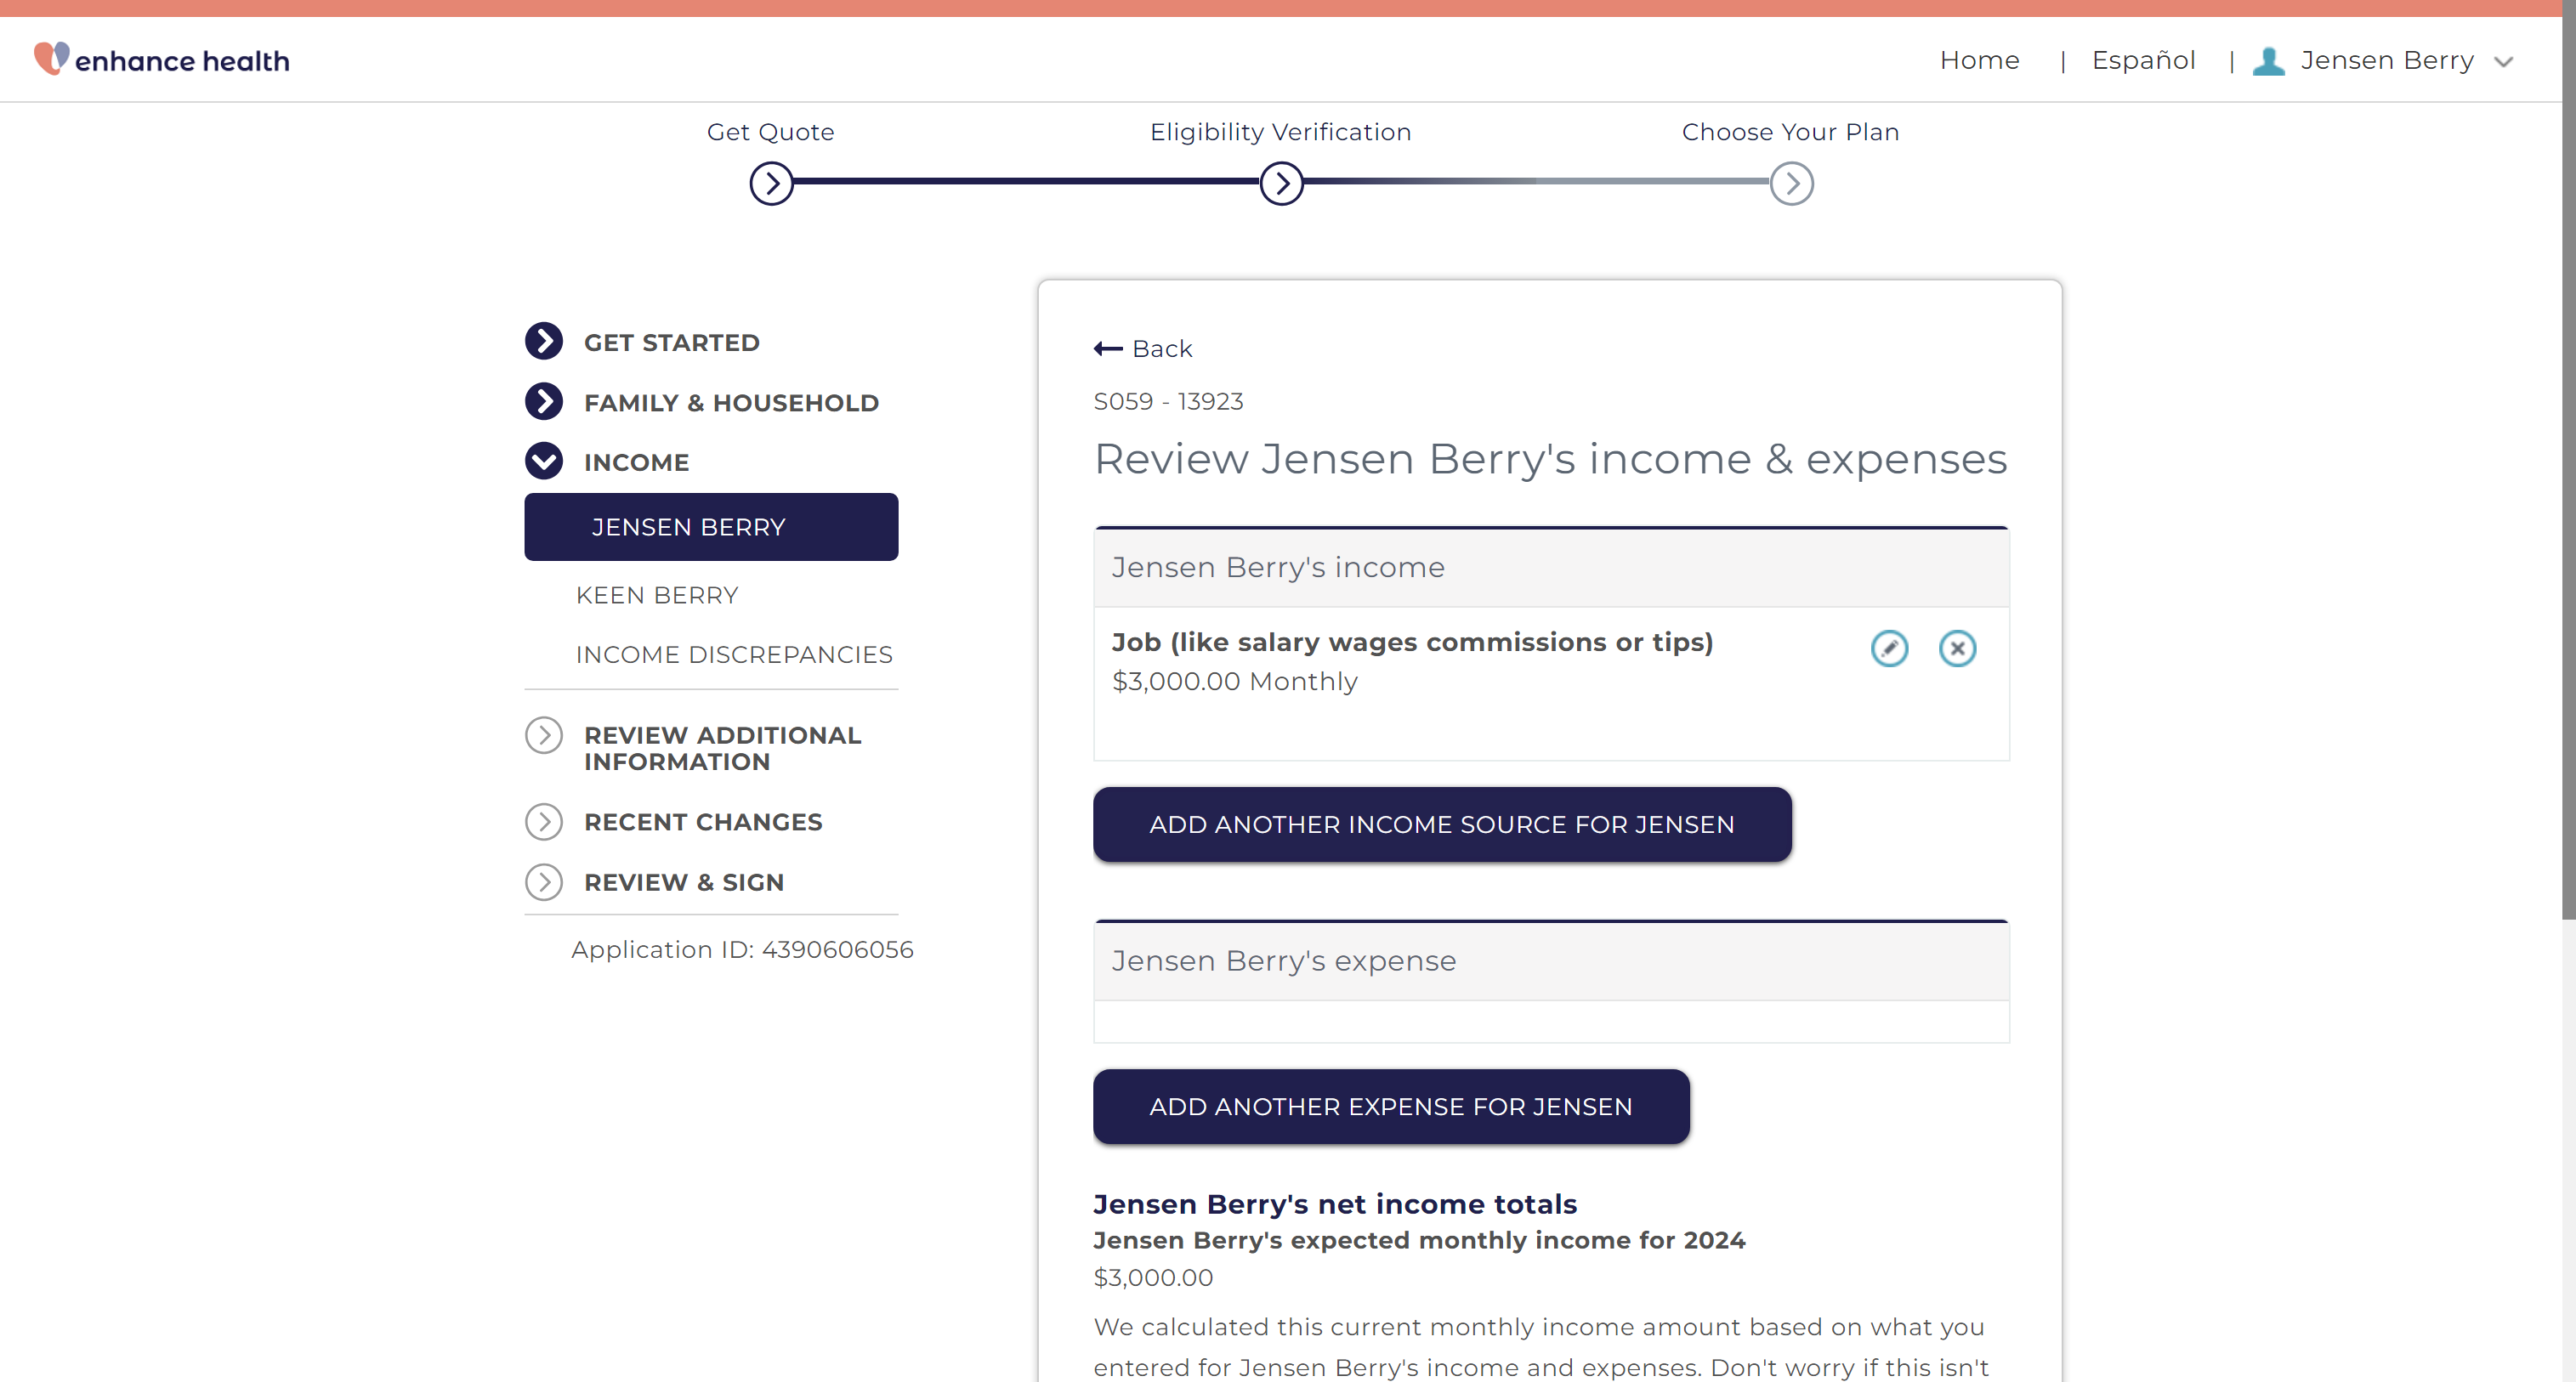 enhance health
Home | Español | Jensen Berry
Get Quote
Eligibility Verification
Choose Your Plan
GET STARTED
FAMILY & HOUSEHOLD
INCOME
JENSEN BERRY
KEEN BERRY
INCOME DISCREPANCIES
REVIEW ADDITIONAL
INFORMATION
RECENT CHANGES
REVIEW & SIGN
Application ID: 4390606056
Back
S059 - 13923
Review Jensen Berry's income & expenses
Jensen Berry's income
Job (like salary wages commissions or tips)
$3,000.00 Monthly
ADD ANOTHER INCOME SOURCE FOR JENSEN
Jensen Berry's expense
ADD ANOTHER EXPENSE FOR JENSEN
Jensen Berry's net income totals
Jensen Berry's expected monthly income for 2024
$3,000.00
We calculated this current monthly income amount based on what you
entered for Jensen Berry's income and expenses. Don't worry if this isn't